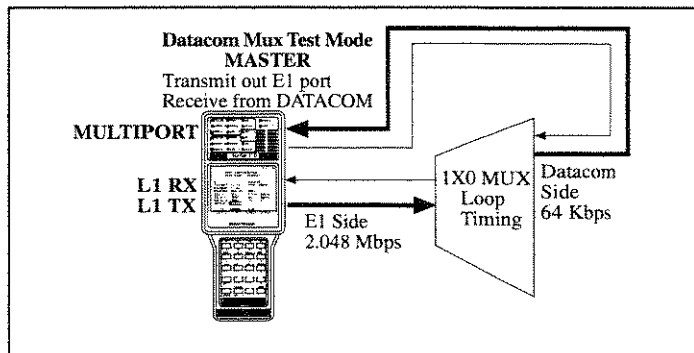 Datacom Mux Test Mode
MASTER
Transmit out E1 port
Receive from DATACOM
MULTIPORT
L1 RX
L1 TX
E1 Side
2.048 Mbps
1X0 MUX
Loop
Timing
Datacom
Side
64 Kbps